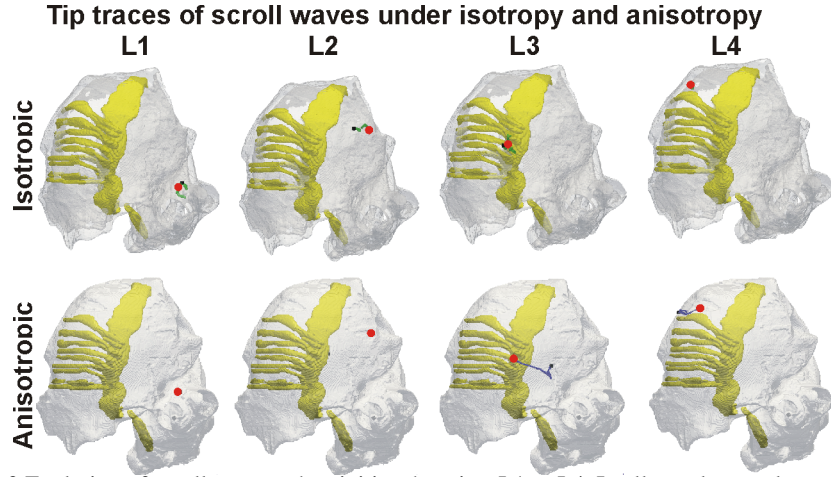 Tip traces of scroll waves under isotropy and anisotropy
L1 L2 L3 L4
Isotropic
Anisotropic